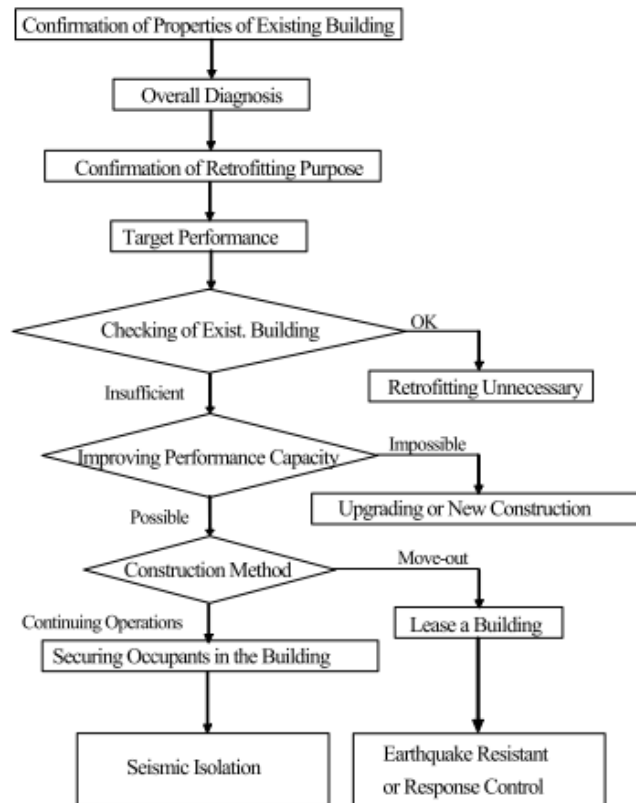 Confirmation of Properties of Existing Building
Overall Diagnosis
Confirmation of Retrofitting Purpose
Target Performance
Checking of Exist. Building
OK
Retrofitting Unnecessary
Insufficient
Improving Performance Capacity
Impossible
Upgrading or New Construction
Possible
Construction Method
Move-out
Continuing Operations
Lease a Building
Securing Occupants in the Building
Seismic Isolation
Earthquake Resistant
or Response Control